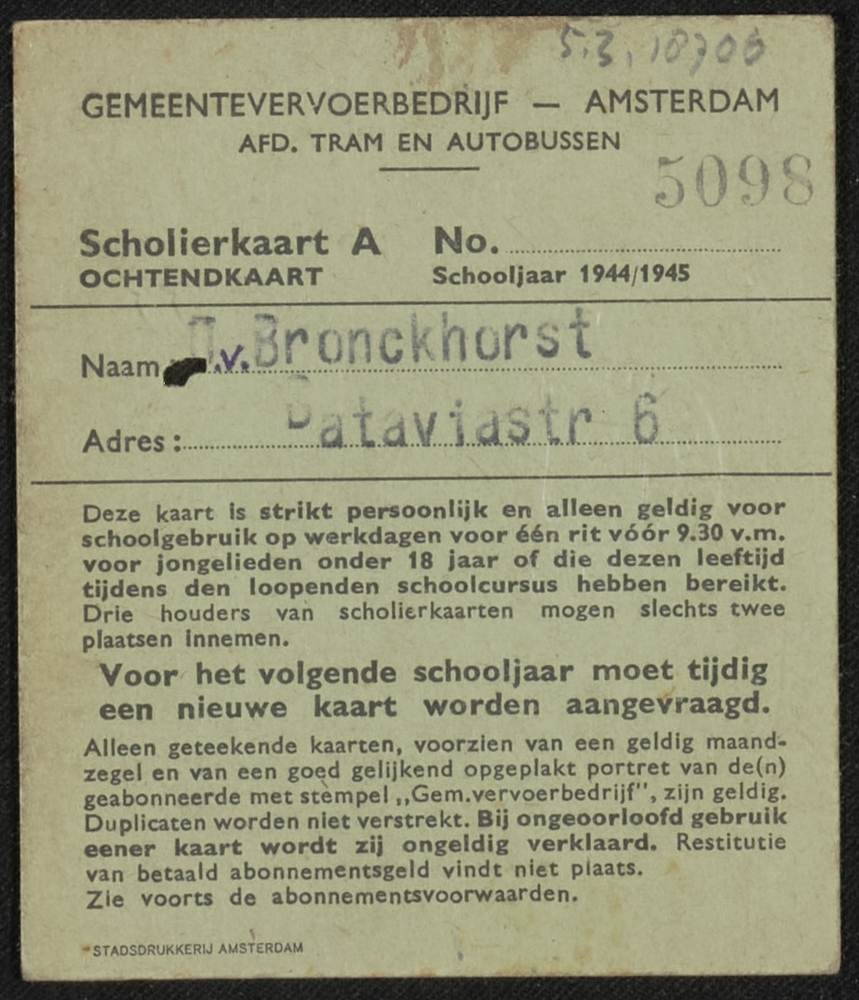 5.3, 18700
GEMEENTEVERVOERBEDRIJF — AMSTERDAM
AFD. TRAM EN AUTOBUSSEN
5098
Scholierkaart A No.
OCHTENDKAART Schooljaar 1944/1945
Naam v. Bronckhorst
Adres : Bataviastr 6
Deze kaart is strikt persoonlijk en alleen geldig voor
schoolgebruik op werkdagen voor één rit vóór 9.30 v.m.
voor jongelieden onder 18 jaar of die dezen leeftijd
tijdens den loopenden schoolcursus hebben bereikt.
Drie houders van scholierkaarten mogen slechts twee
plaatsen innemen.
Voor het volgende schooljaar moet tijdig
een nieuwe kaart worden aangevraagd.
Alleen geteekende kaarten, voorzien van een geldig maand-
zegel en van een goed gelijkend opgeplakt portret van de(n)
geabonneerde met stempel „Gem.vervoerbedrijf", zijn geldig.
Duplicaten worden niet verstrekt. Bij ongeoorloofd gebruik
eener kaart wordt zij ongeldig verklaard. Restitutie
van betaald abonnementsgeld vindt niet plaats.
Zie voorts de abonnementsvoorwaarden.
STADSDRUKKERIJ AMSTERDAM